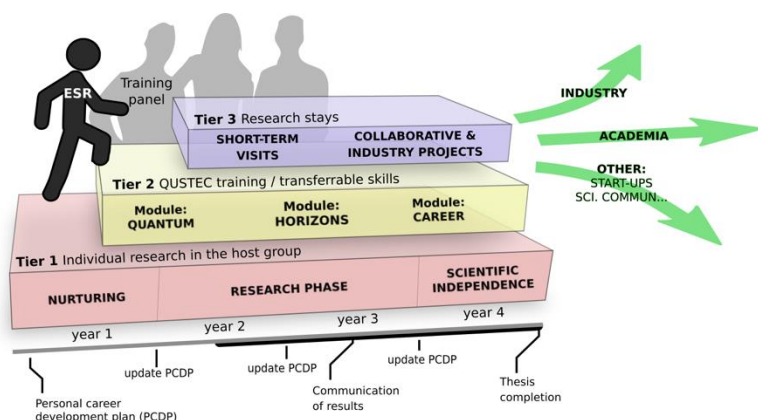 ESR
Training
panel
Tier 3 Research stays
SHORT-TERM
VISITS
COLLABORATIVE &
INDUSTRY PROJECTS
Tier 2 QUSTEC training / transferrable skills
Module:
QUANTUM
Module:
HORIZONS
Module:
CAREER
Tier 1 Individual research in the host group
NURTURING
RESEARCH PHASE
SCIENTIFIC
INDEPENDENCE
year 1
year 2
year 3
year 4
update PCDP
update PCDP
update PCDP
Personal career
development plan (PCDP)
Communication
of results
Thesis
completion
INDUSTRY
ACADEMIA
OTHER:
START-UPS
SCI. COMMUN...